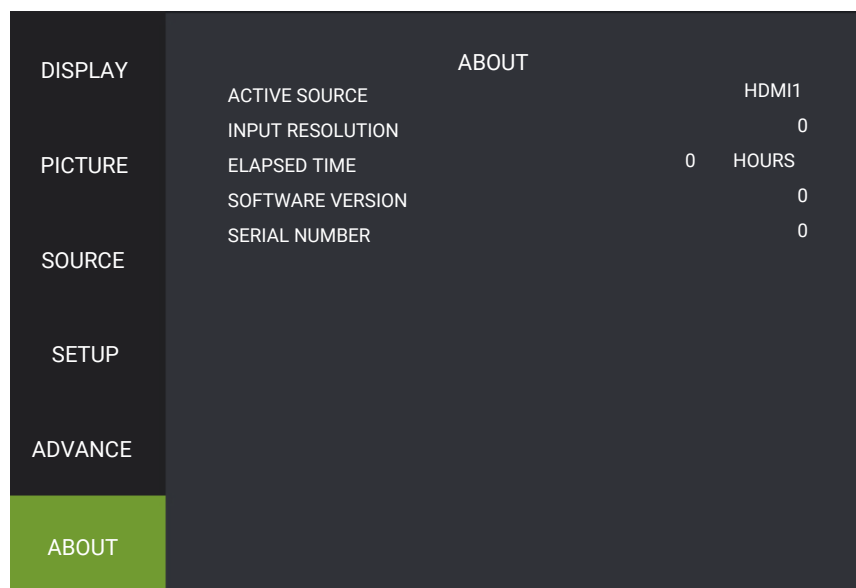 DISPLAY
PICTURE
SOURCE
SETUP
ADVANCE
ABOUT
ABOUT
ACTIVE SOURCE HDMI1
INPUT RESOLUTION 0
ELAPSED TIME 0 HOURS
SOFTWARE VERSION 0
SERIAL NUMBER 0